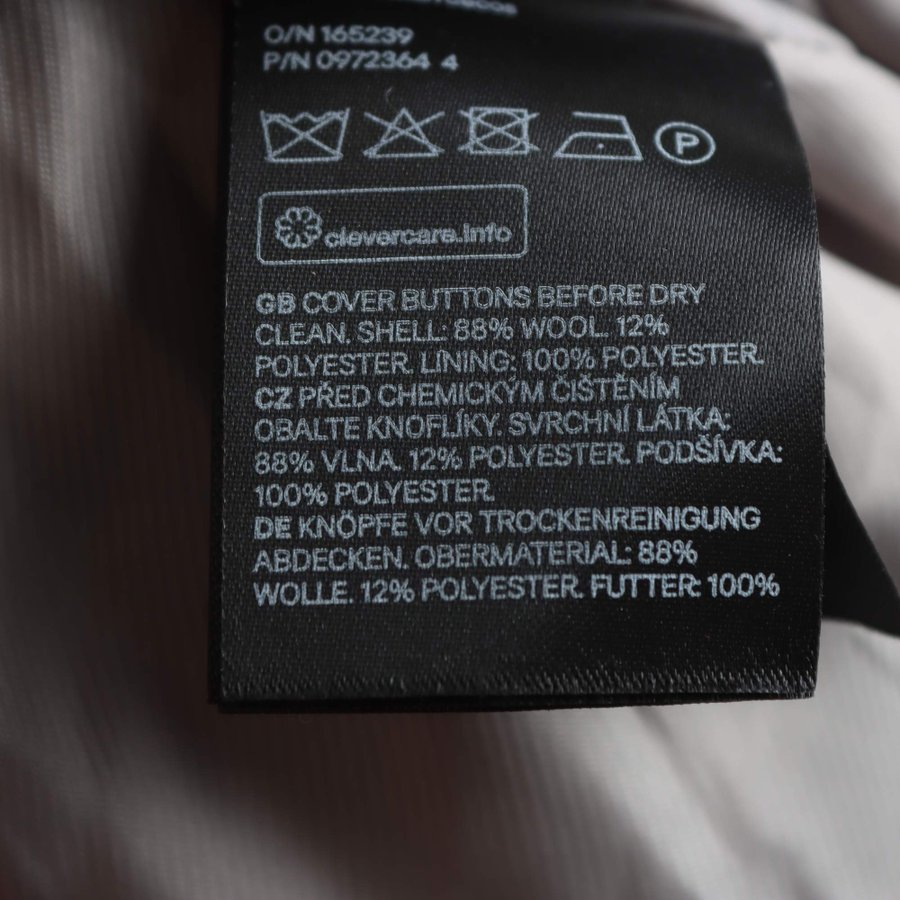 O/N 165239
P/N 0972364 4
P
clevercare.info
GB COVER BUTTONS BEFORE DRY
CLEAN. SHELL: 88% WOOL. 12%
POLYESTER. LINING: 100% POLYESTER.
CZ PŘED CHEMICKÝM ČIŠTĚNÍM
OBALTE KNOFLÍKY. SVRCHNÍ LÁTKA:
88% VLNA. 12% POLYESTER. PODŠÍVKA:
100% POLYESTER.
DE KNÖPFE VOR TROCKENREINIGUNG
ABDECKEN. OBERMATERIAL: 88%
WOLLE. 12% POLYESTER. FUTTER: 100%